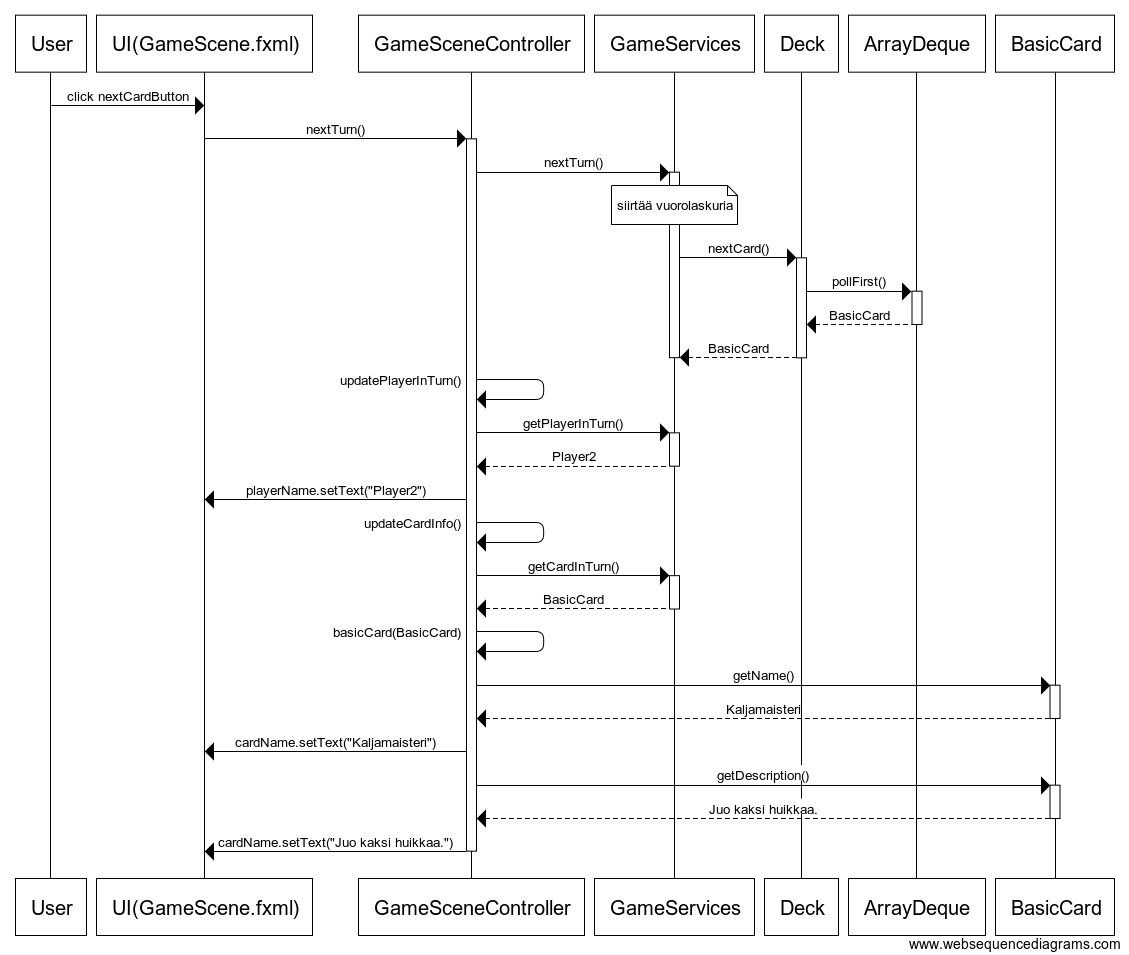 User
UI(GameScene.fxml)
GameSceneController
GameServices
Deck
ArrayDeque
BasicCard
click nextCardButton
nextTurn()
nextTurn()
siirtää vuorolaskuria
nextCard()
pollFirst()
BasicCard
BasicCard
updatePlayerInTurn()
getPlayerInTurn()
Player2
playerName.setText("Player2")
updateCardInfo()
getCardInTurn()
BasicCard
basicCard(BasicCard)
getName()
Kaljamaisteri
cardName.setText("Kaljamaisteri")
getDescription()
Juo kaksi huikkaa.
cardName.setText("Juo kaksi huikkaa.")
User
UI(GameScene.fxml)
GameSceneController
GameServices
Deck
ArrayDeque
BasicCard
www.websequencediagrams.com